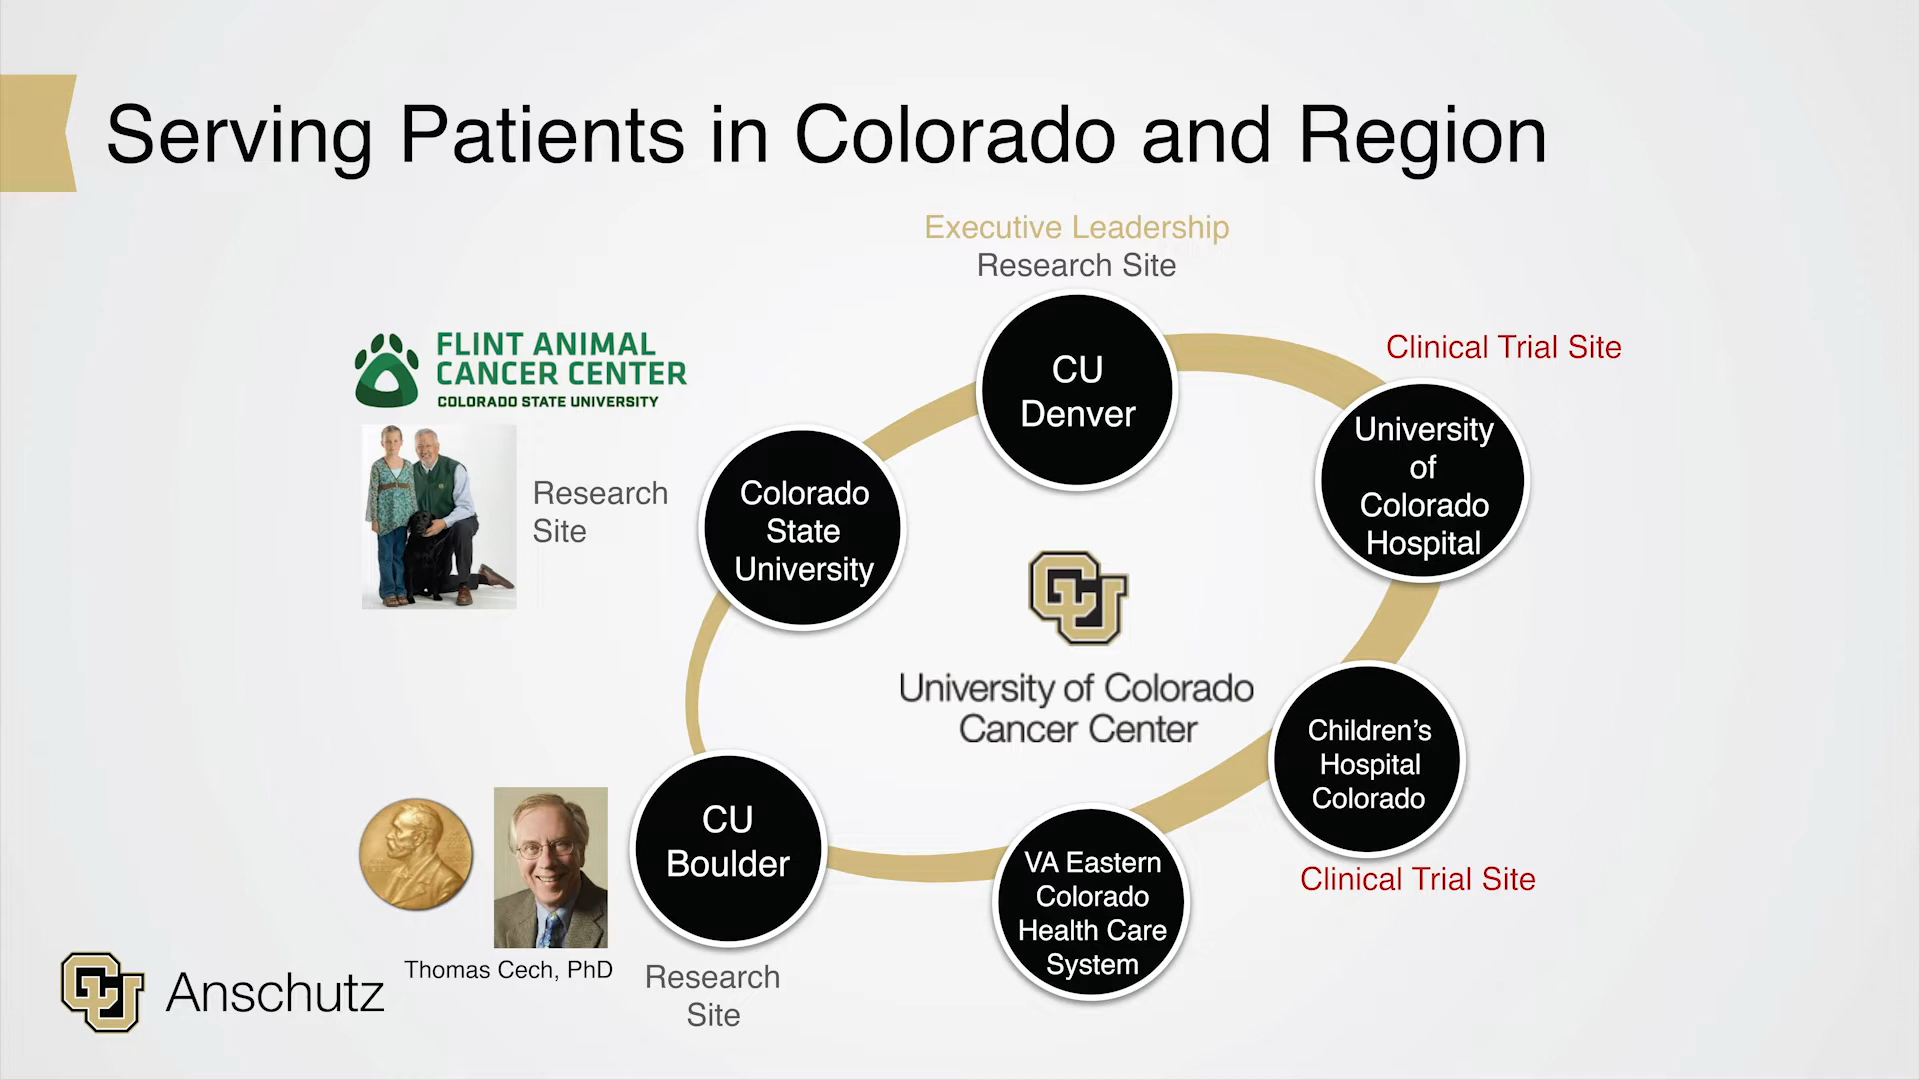 Serving Patients in Colorado and Region
Executive Leadership
Research Site
CU
Denver
Clinical Trial Site
University
of
Colorado
Hospital
FLINT ANIMAL
CANCER CENTER
COLORADO STATE UNIVERSITY
Research
Site
Colorado
State
University
CU
University of Colorado
Cancer Center
Children’s
Hospital
Colorado
Clinical Trial Site
VA Eastern
Colorado
Health Care
System
CU
Boulder
Research
Site
Thomas Cech, PhD
CU Anschutz